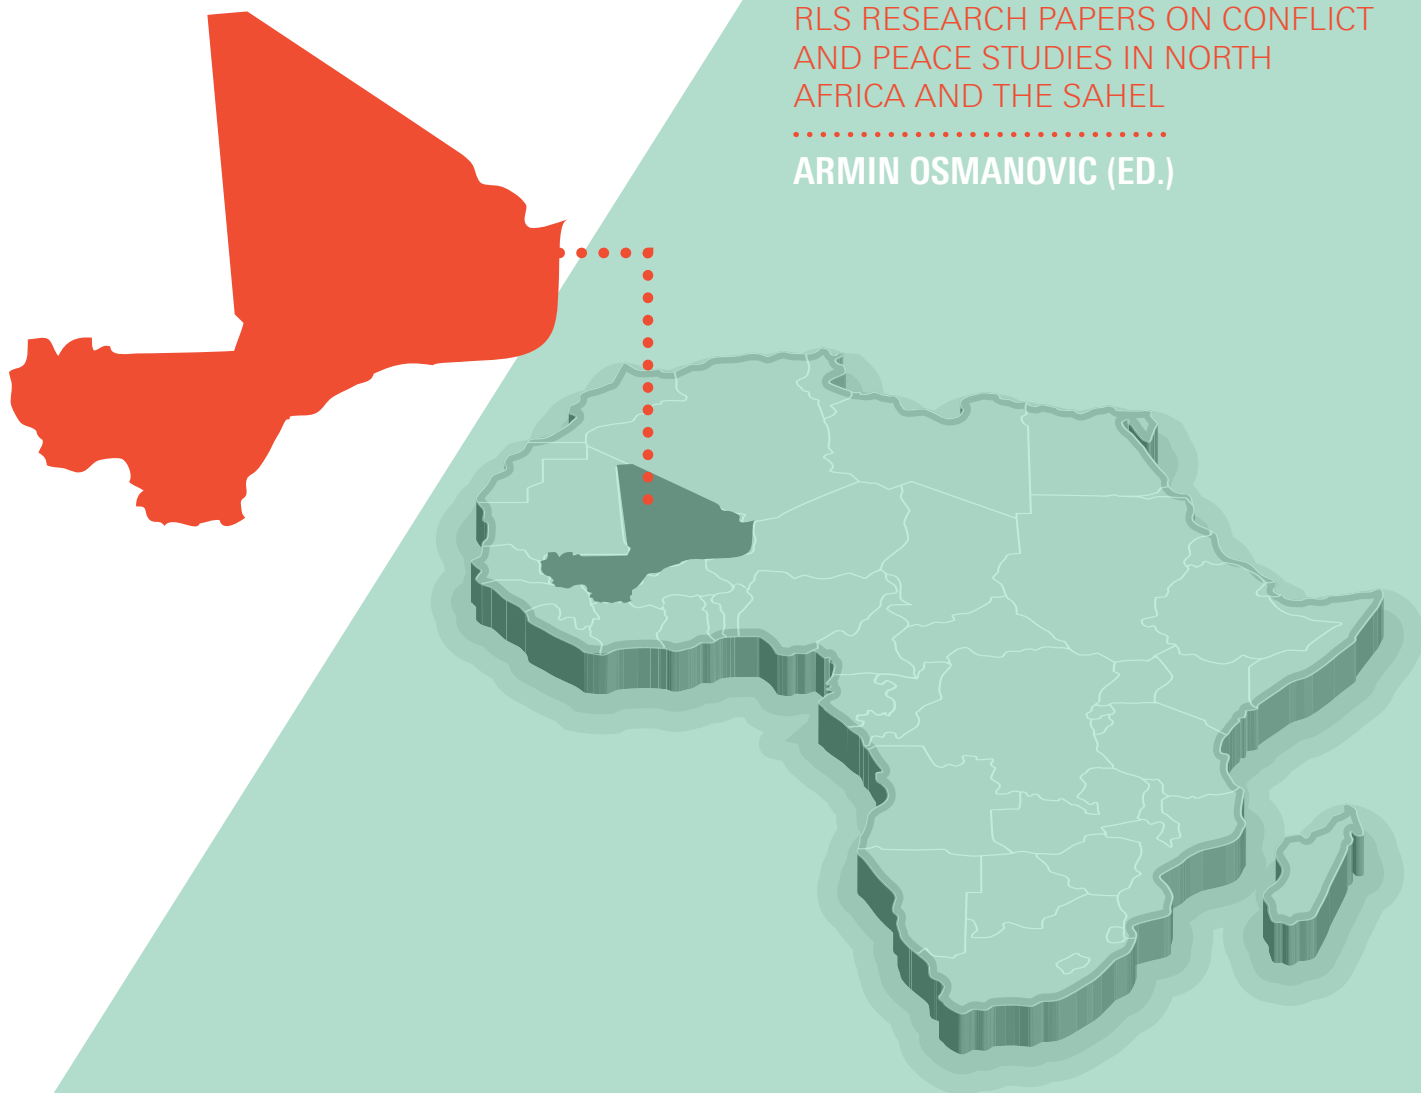 RLS RESEARCH PAPERS ON CONFLICT
AND PEACE STUDIES IN NORTH
AFRICA AND THE SAHEL
ARMIN OSMANOVIC (ED.)